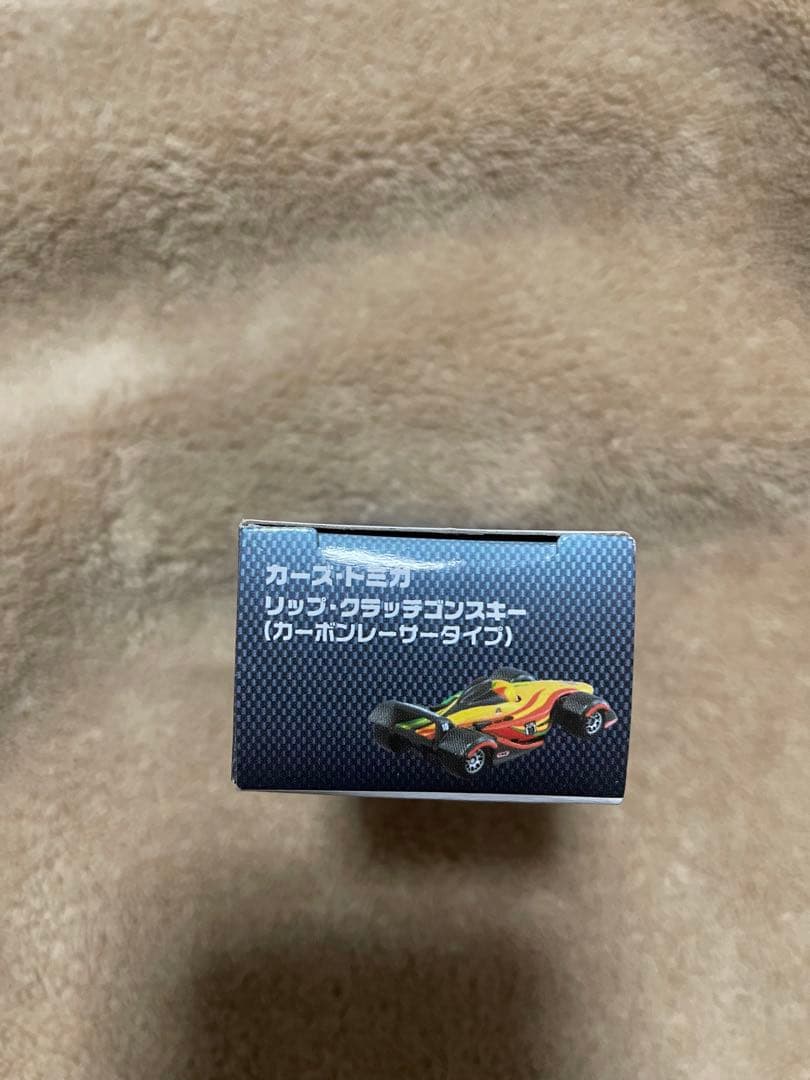 カーズ・トミカ
リップ・クラッチゴンスキー
(カーボンレーサータイプ)